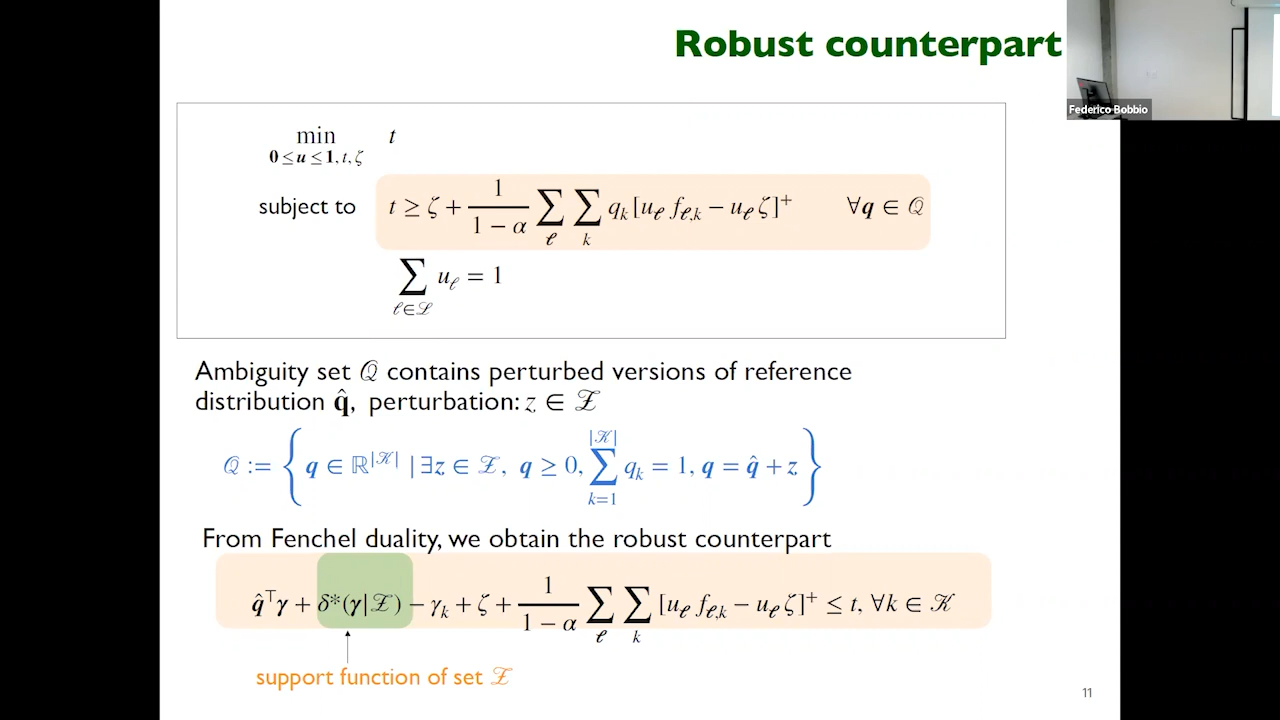 Robust counterpart
Federico Bobbio
min t
0 ≤ u ≤ 1, t, ζ
subject to t ≥ ζ + 1/(1 − α) ∑_ℓ ∑_k q_k [u_ℓ f_{ℓ,k} − u_ℓ ζ]⁺ ∀q ∈ 𝒬
∑_{ℓ∈ℒ} u_ℓ = 1
Ambiguity set 𝒬 contains perturbed versions of reference
distribution q̂, perturbation: z ∈ 𝒵
𝒬 := { q ∈ ℝ^{|𝒦|} | ∃z ∈ 𝒵, q ≥ 0, ∑_{k=1}^{|𝒦|} q_k = 1, q = q̂ + z }
From Fenchel duality, we obtain the robust counterpart
q̂^⊤γ + δ*(γ|𝒵) − γ_k + ζ + 1/(1 − α) ∑_ℓ ∑_k [u_ℓ f_{ℓ,k} − u_ℓ ζ]⁺ ≤ t, ∀k ∈ 𝒦
support function of set 𝒵
11